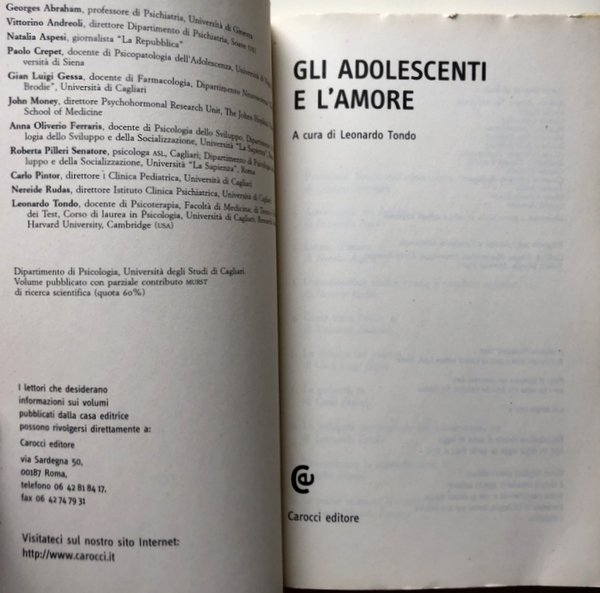 Georges Abraham, professore di Psichiatria, Università di Ginevra
Vittorino Andreoli, direttore Dipartimento di Psichiatria, Soave (VR)
Natalia Aspesi, giornalista "La Repubblica"
Paolo Crepet, docente di Psicopatologia dell'Adolescenza, Università di
versità di Siena
Gian Luigi Gessa, docente di Farmacologia, Dipartimento Neuroscienze
Brodie", Università di Cagliari
John Money, direttore Psychohormonal Research Unit, The Johns Hopkins
School of Medicine
Anna Oliverio Ferraris, docente di Psicologia dello Sviluppo, Dipartimento
logia dello Sviluppo e della Socializzazione, Università "La Sapienza",
Roberta Pilleri Senatore, psicologa ASL, Cagliari; Dipartimento di Psicologia
luppo e della Socializzazione, Università "La Sapienza", Roma
Carlo Pintor, direttore I Clinica Pediatrica, Università di Cagliari
Nereide Rudas, direttore Istituto Clinica Psichiatrica, Università di Cagliari
Leonardo Tondo, docente di Psicoterapia, Facoltà di Medicina; di
dei Test, Corso di laurea in Psicologia, Università di Cagliari; Research
Harvard University, Cambridge (USA)
Dipartimento di Psicologia, Università degli Studi di Cagliari.
Volume pubblicato con parziale contributo MURST
di ricerca scientifica (quota 60%)
I lettori che desiderano
informazioni sui volumi
pubblicati dalla casa editrice
possono rivolgersi direttamente a:
Carocci editore
via Sardegna 50,
00187 Roma,
telefono 06 42 81 84 17,
fax 06 42 74 79 31
Visitateci sul nostro sito Internet:
http://www.carocci.it
GLI ADOLESCENTI
E L'AMORE
A cura di Leonardo Tondo
Carocci editore